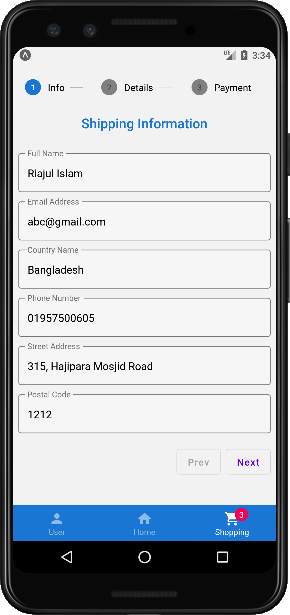 3:34
1 Info 2 Details 3 Payment
Shipping Information
Full Name
Riajul Islam
Email Address
abc@gmail.com
Country Name
Bangladesh
Phone Number
01957500605
Street Address
315, Hajipara Mosjid Road
Postal Code
1212
Prev Next
3
User Home Shopping